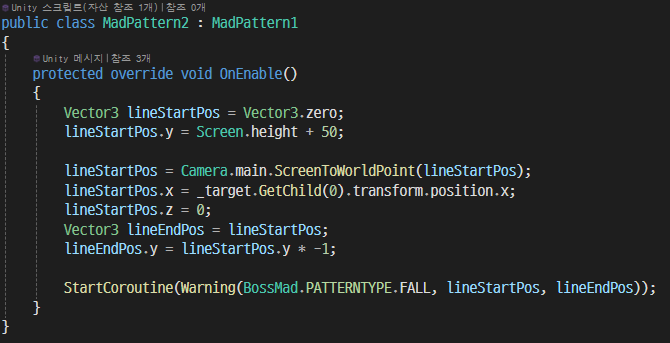 Unity 스크립트(자산 참조 1개)|참조 0개
public class MadPattern2 : MadPattern1
{
Unity 메시지|참조 3개
protected override void OnEnable()
{
Vector3 lineStartPos = Vector3.zero;
lineStartPos.y = Screen.height + 50;
lineStartPos = Camera.main.ScreenToWorldPoint(lineStartPos);
lineStartPos.x = _target.GetChild(0).transform.position.x;
lineStartPos.z = 0;
Vector3 lineEndPos = lineStartPos;
lineEndPos.y = lineStartPos.y * -1;
StartCoroutine(Warning(BossMad.PATTERNTYPE.FALL, lineStartPos, lineEndPos));
}
}